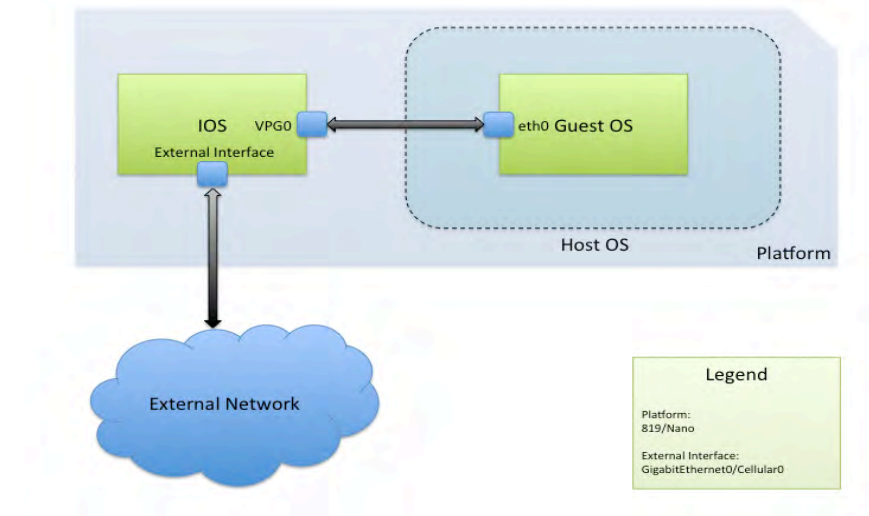 IOS
VPG0
External Interface
eth0 Guest OS
Host OS
Platform
External Network
Legend
Platform:
819/Nano
External Interface:
GigabitEthernet0/Cellular0